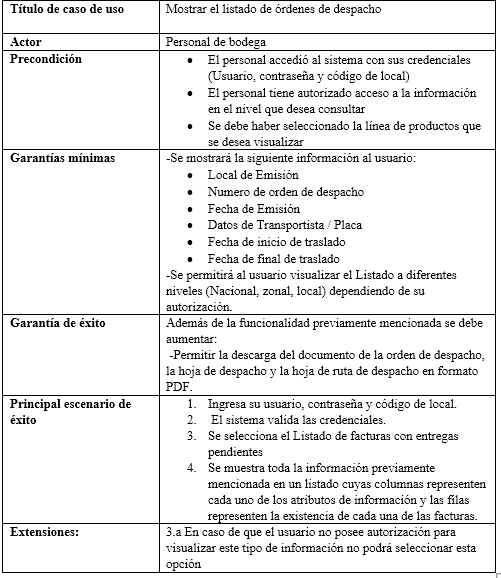 Título de caso de uso
Mostrar el listado de órdenes de despacho
Actor
Personal de bodega
Precondición
• El personal accedió al sistema con sus credenciales
(Usuario, contraseña y código de local)
• El personal tiene autorizado acceso a la información
en el nivel que desea consultar
• Se debe haber seleccionado la línea de productos que
se desea visualizar
Garantías mínimas
-Se mostrará la siguiente información al usuario:
• Local de Emisión
• Numero de orden de despacho
• Fecha de Emisión
• Datos de Transportista / Placa
• Fecha de inicio de traslado
• Fecha de final de traslado
-Se permitirá al usuario visualizar el Listado a diferentes
niveles (Nacional, zonal, local) dependiendo de su
autorización.
Garantía de éxito
Además de la funcionalidad previamente mencionada se debe
aumentar:
-Permitir la descarga del documento de la orden de despacho,
la hoja de despacho y la hoja de ruta de despacho en formato
PDF.
Principal escenario de
éxito
1. Ingresa su usuario, contraseña y código de local.
2. El sistema valida las credenciales.
3. Se selecciona el Listado de facturas con entregas
pendientes
4. Se muestra toda la información previamente
mencionada en un listado cuyas columnas representen
cada uno de los atributos de información y las filas
representen la existencia de cada una de las facturas.
Extensiones:
3.a En caso de que el usuario no posee autorización para
visualizar este tipo de información no podrá seleccionar esta
opción